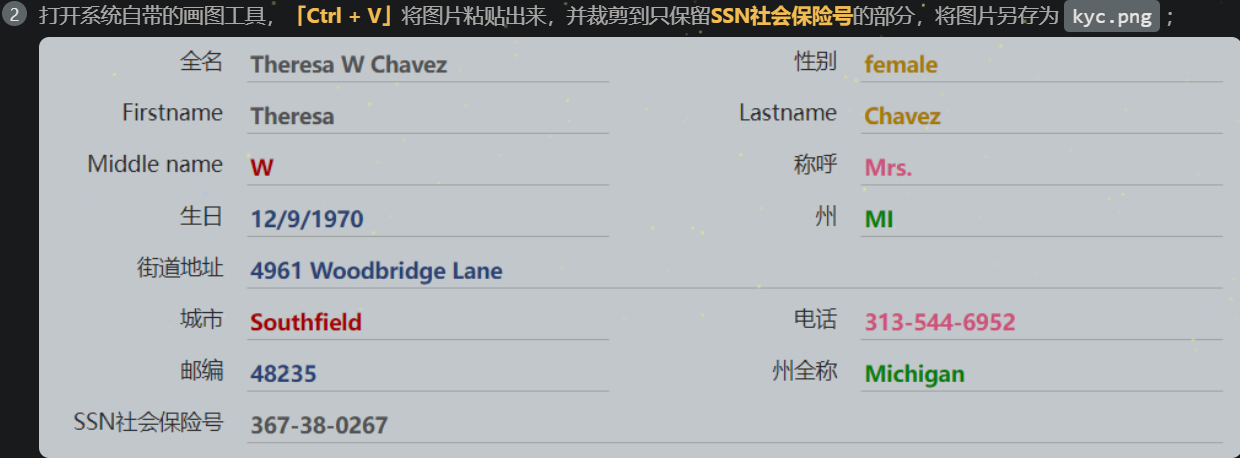 2 打开系统自带的画图工具，「Ctrl + V」将图片粘贴出来，并裁剪到只保留SSN社会保险号的部分，将图片另存为 kyc.png ；
全名 Theresa W Chavez 性别 female
Firstname Theresa Lastname Chavez
Middle name W 称呼 Mrs.
生日 12/9/1970 州 MI
街道地址 4961 Woodbridge Lane
城市 Southfield 电话 313-544-6952
邮编 48235 州全称 Michigan
SSN社会保险号 367-38-0267